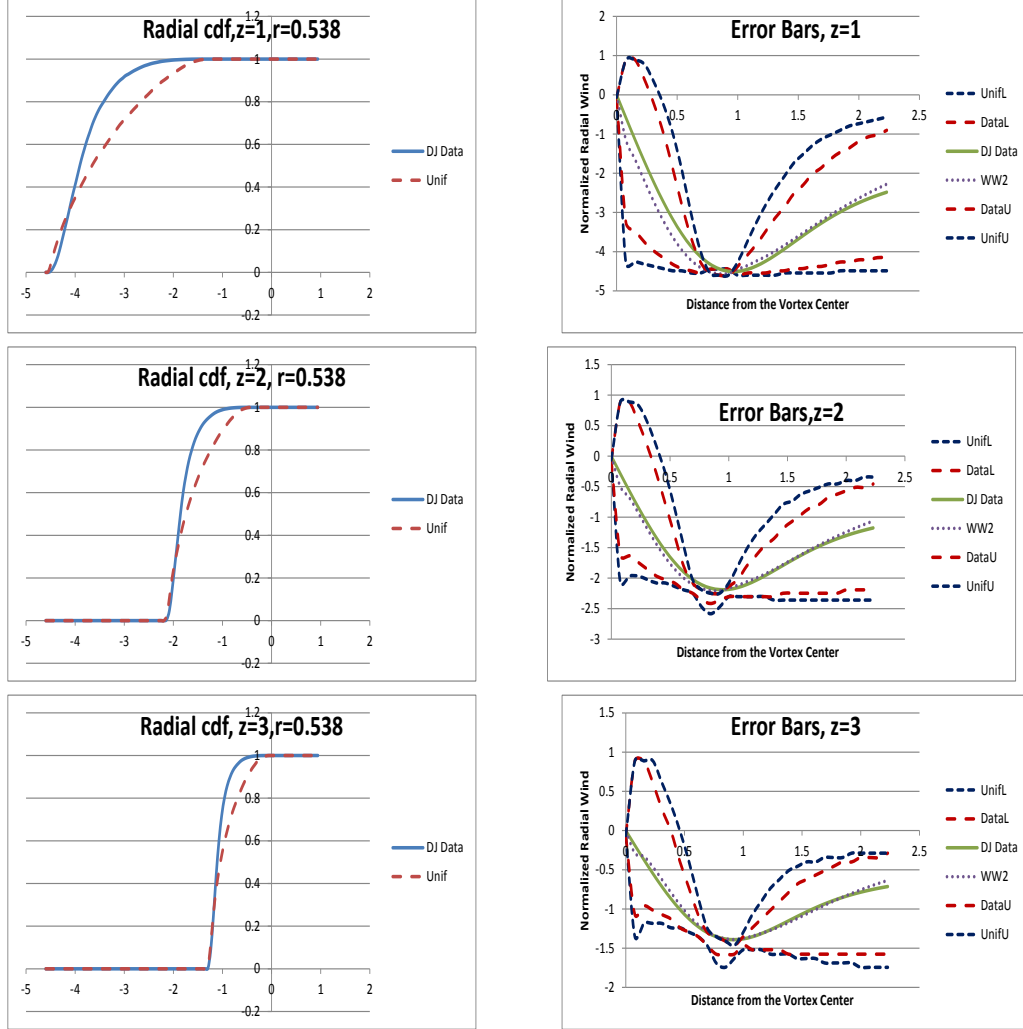 Radial cdf,z=1,r=0.538
1.2
1
0.8
0.6
0.4
0.2
0
-0.2
-5 -4 -3 -2 -1 0 1 2
DJ Data
Unif
Error Bars, z=1
Normalized Radial Wind
2
1
0
-1
-2
-3
-4
-5
0 0.5 1 1.5 2 2.5
Distance from the Vortex Center
UnifL
DataL
DJ Data
WW2
DataU
UnifU
Radial cdf, z=2, r=0.538
1.2
1
0.8
0.6
0.4
0.2
0
-0.2
-5 -4 -3 -2 -1 0 1 2
DJ Data
Unif
Error Bars,z=2
Normalized Radial Wind
1.5
1
0.5
0
-0.5
-1
-1.5
-2
-2.5
-3
0 0.5 1 1.5 2 2.5
Distance from the Vortex Center
UnifL
DataL
DJ Data
WW2
DataU
UnifU
Radial cdf, z=3,r=0.538
1.2
1
0.8
0.6
0.4
0.2
0
-0.2
-5 -4 -3 -2 -1 0 1 2
DJ Data
Unif
Error Bars, z=3
Normalized Radial Wind
1.5
1
0.5
0
-0.5
-1
-1.5
-2
0 0.5 1 1.5 2 2.5
Distance from the Vortex Center
UnifL
DataL
DJ Data
WW2
DataU
UnifU